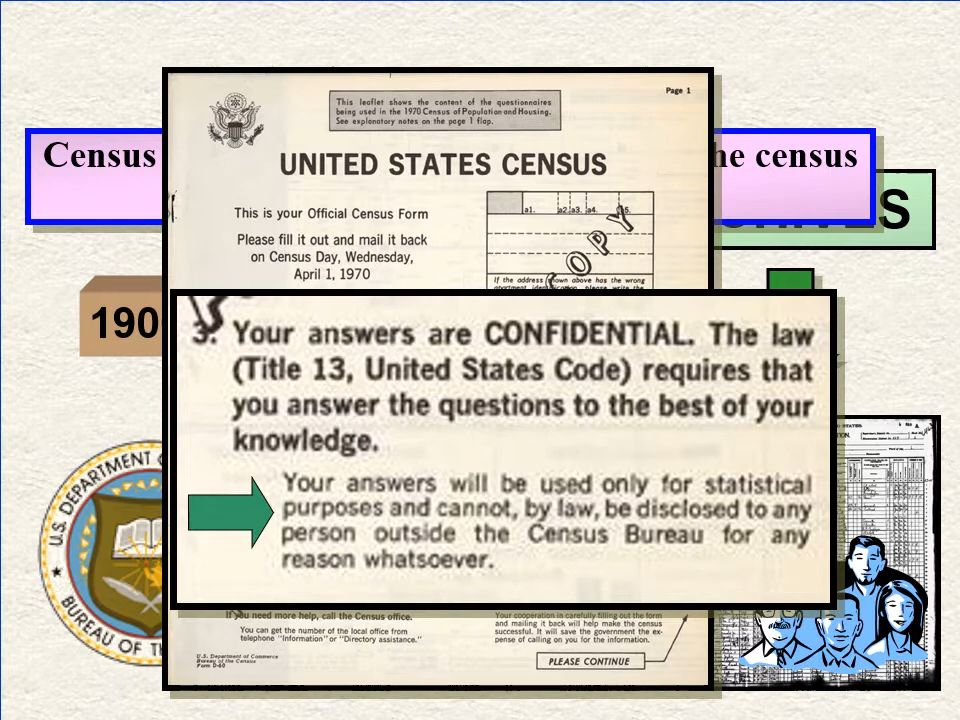 This leaflet shows the content of the questionnaires
being used in the 1970 Census of Population and Housing.
See explanatory notes on the page 1 flap.
Page 1
Census
the census
UNITED STATES CENSUS
This is your Official Census Form
Please fill it out and mail it back
on Census Day, Wednesday,
April 1, 1970
a1. a2. a3. a4. a5.
COPY
If the address shown above has the wrong
apartment identification, please write the
190
3. Your answers are CONFIDENTIAL. The law
(Title 13, United States Code) requires that
you answer the questions to the best of your
knowledge.
Your answers will be used only for statistical
purposes and cannot, by law, be disclosed to any
person outside the Census Bureau for any
reason whatsoever.
U.S. DEPARTMENT
BUREAU OF
If you need more help, call the Census office.
You can get the number of the local office from
telephone "Information" or "Directory assistance."
U.S. Department of Commerce
Bureau of the Census
Form D-60
Your cooperation in carefully filling out the form
and mailing it back will help make the census
successful. It will save the government the ex-
pense of calling on you for the information.
PLEASE CONTINUE